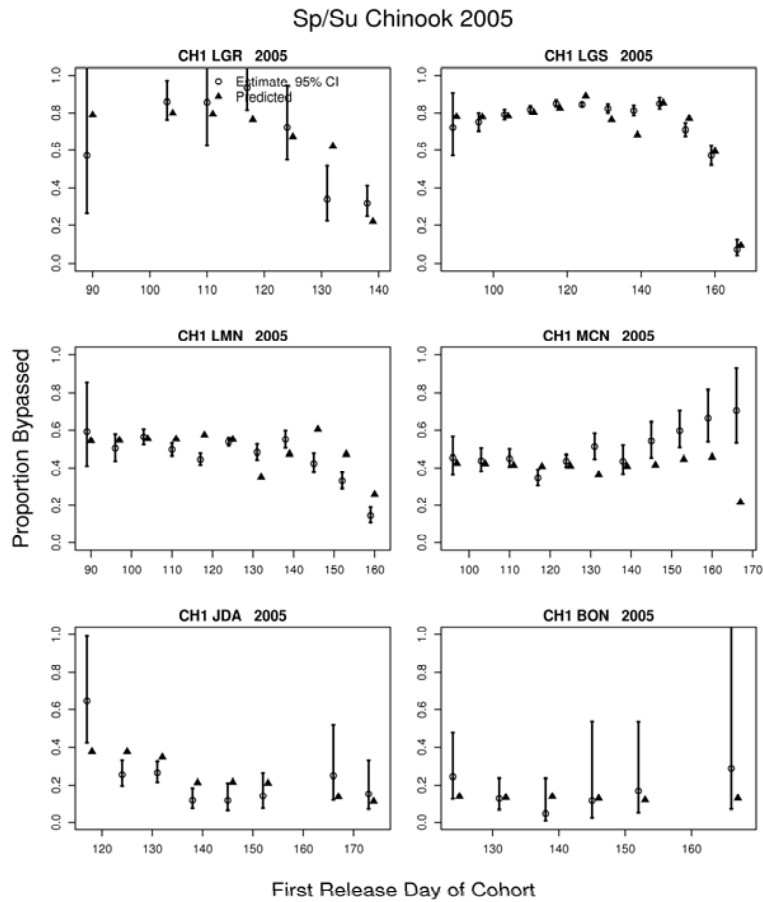 Sp/Su Chinook 2005
CH1 LGR 2005
Estimate, 95% CI
Predicted
0.0 0.2 0.4 0.6 0.8 1.0
90 100 110 120 130 140
CH1 LGS 2005
0.0 0.2 0.4 0.6 0.8 1.0
100 120 140 160
CH1 LMN 2005
0.0 0.2 0.4 0.6 0.8 1.0
90 100 110 120 130 140 150 160
CH1 MCN 2005
0.0 0.2 0.4 0.6 0.8 1.0
100 110 120 130 140 150 160 170
Proportion Bypassed
CH1 JDA 2005
0.0 0.2 0.4 0.6 0.8 1.0
120 130 140 150 160 170
CH1 BON 2005
0.0 0.2 0.4 0.6 0.8 1.0
130 140 150 160
First Release Day of Cohort